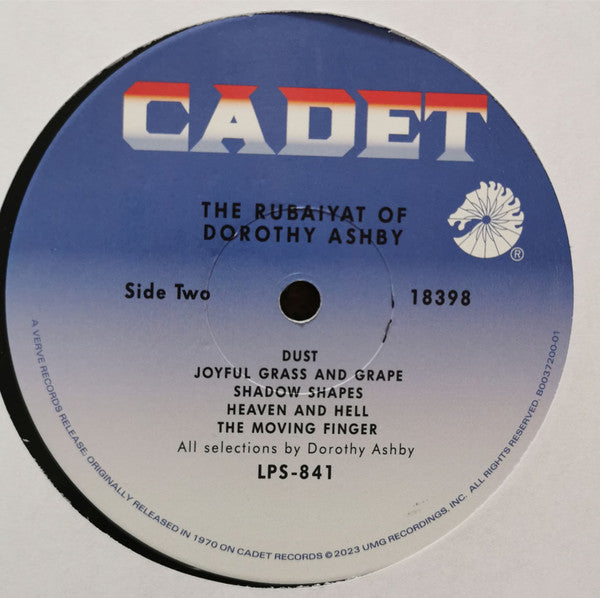 CADET
THE RUBAIYAT OF
DOROTHY ASHBY
®
Side Two
18398
DUST
JOYFUL GRASS AND GRAPE
SHADOW SHAPES
HEAVEN AND HELL
THE MOVING FINGER
All selections by Dorothy Ashby
LPS-841
A VERVE RECORDS RELEASE; ORIGINALLY RELEASED IN 1970 ON CADET RECORDS ©2023 UMG RECORDINGS, INC. ALL RIGHTS RESERVED. B0037200-01